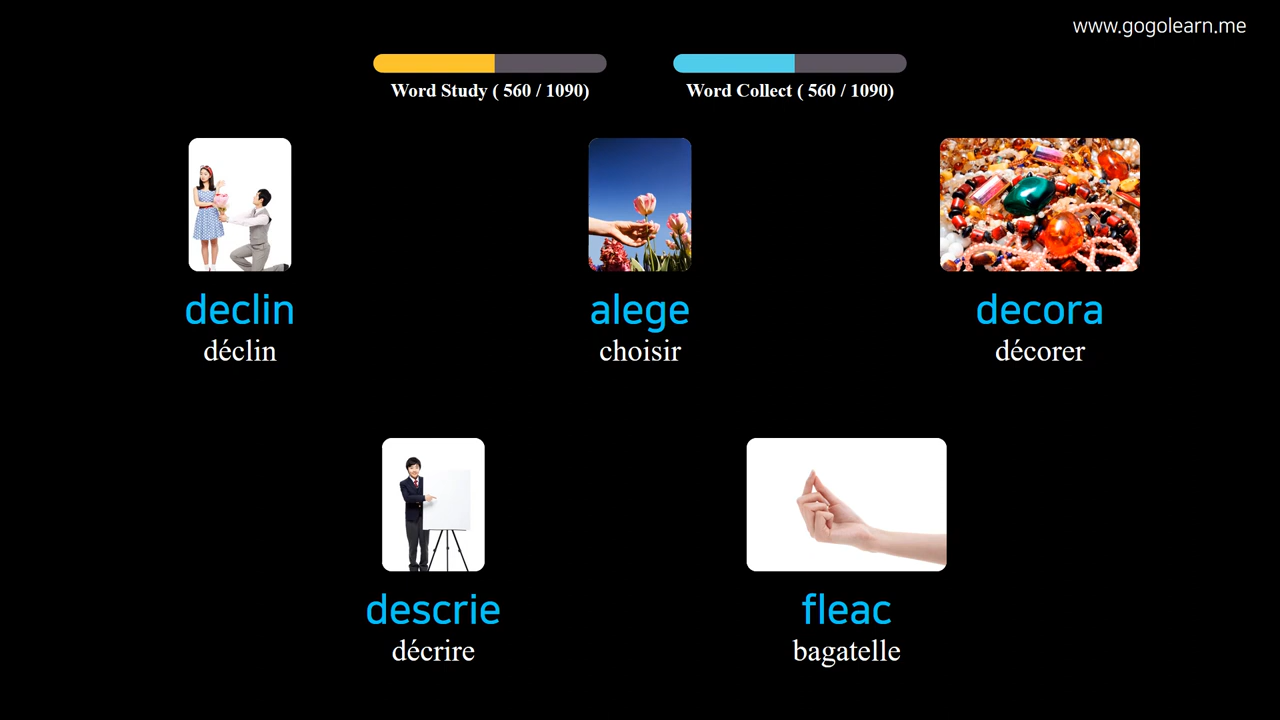 www.gogolearn.me
Word Study ( 560 / 1090)
Word Collect ( 560 / 1090)
declin
déclin
alege
choisir
decora
décorer
descrie
décrire
fleac
bagatelle